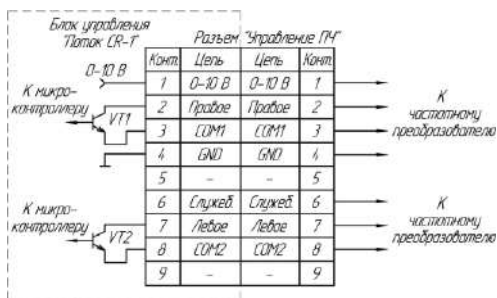 Блок управления
"Поток CR-1"
Разъем "Управление ПЧ"
0-10 В
Конт. Цепь Цепь Конт.
1 0-10 В 0-10 В 1
2 Правое Правое 2
3 COM1 COM1 3
4 GND GND 4
5 - - 5
6 Служеб. Служеб. 6
7 Левое Левое 7
8 COM2 COM2 8
9 - - 9
К микро-
контроллеру
VT1
К микро-
контроллеру
VT2
К
частотному
преобразователю
К
частотному
преобразователю